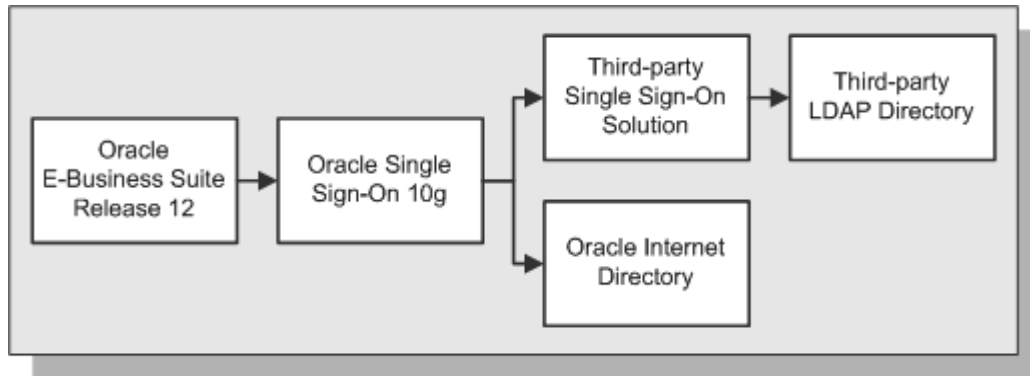 Oracle
E-Business Suite
Release 12
Oracle Single
Sign-On 10g
Third-party
Single Sign-On
Solution
Third-party
LDAP Directory
Oracle Internet
Directory